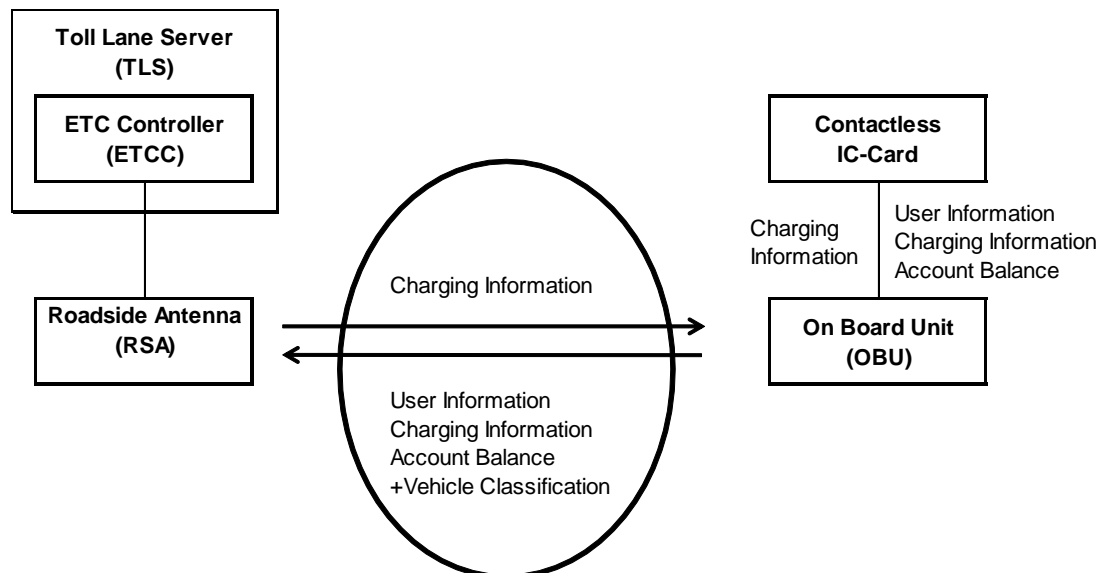 Toll Lane Server
(TLS)
ETC Controller
(ETCC)
Contactless
IC-Card
Charging
Information
User Information
Charging Information
Account Balance
Charging Information
Roadside Antenna
(RSA)
On Board Unit
(OBU)
User Information
Charging Information
Account Balance
+Vehicle Classification